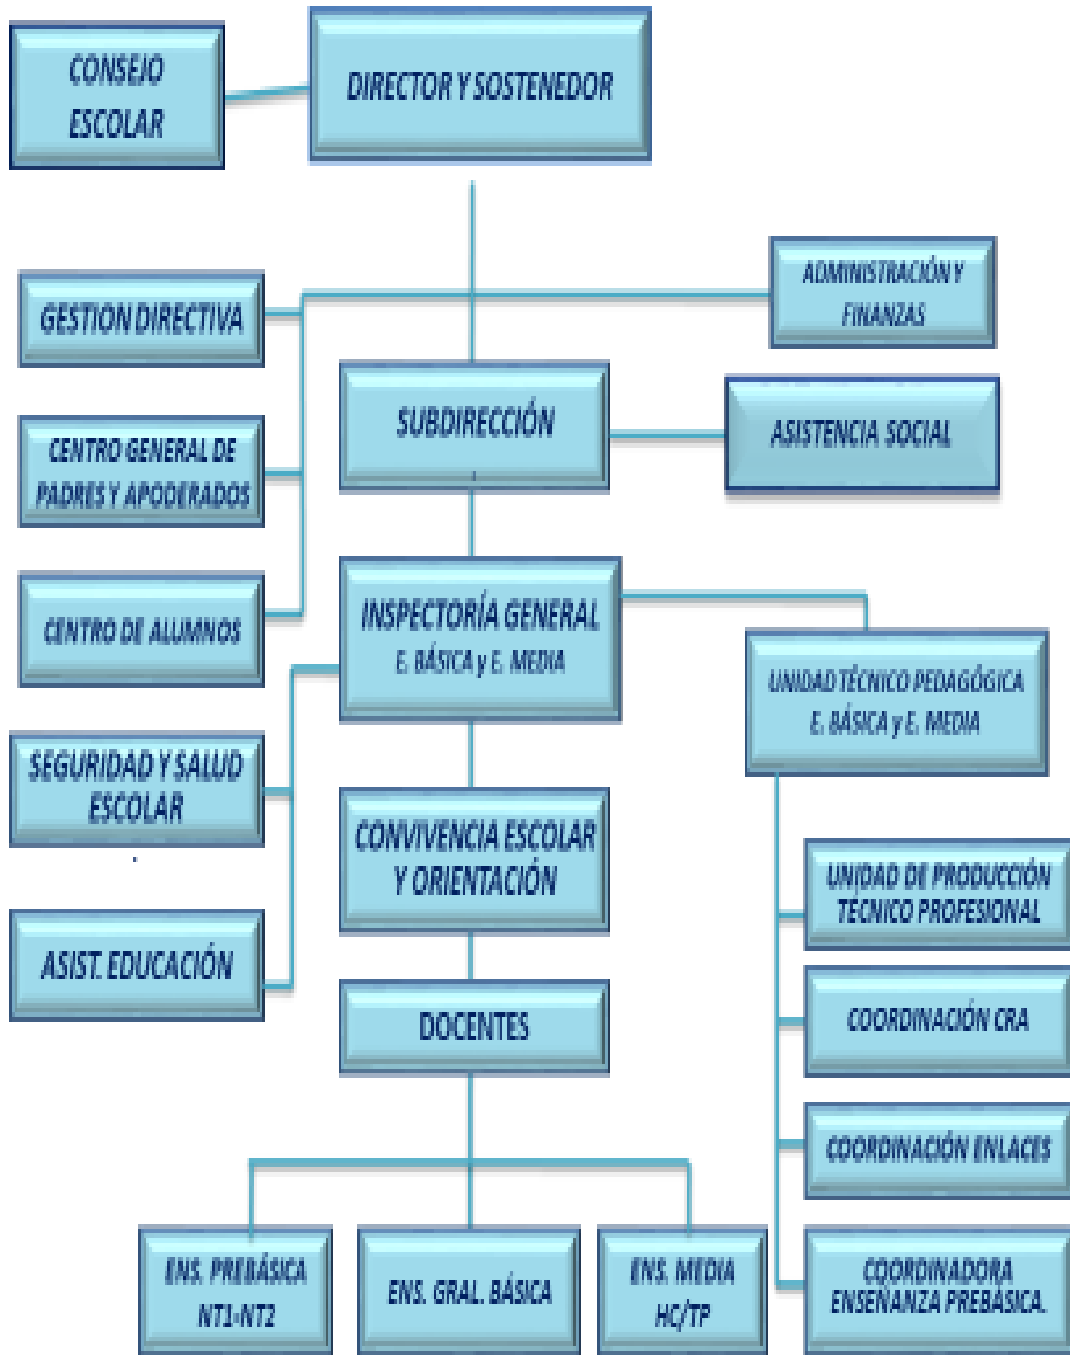 CONSEJO
ESCOLAR
DIRECTOR Y SOSTENEDOR
GESTION DIRECTIVA
ADMINISTRACIÓN Y
FINANZAS
SUBDIRECCIÓN
ASISTENCIA SOCIAL
CENTRO GENERAL DE
PADRES Y APODERADOS
CENTRO DE ALUMNOS
INSPECTORÍA GENERAL
E. BÁSICA y E. MEDIA
UNIDAD TÉCNICO PEDAGÓGICA
E. BÁSICA y E. MEDIA
SEGURIDAD Y SALUD
ESCOLAR
.
CONVIVENCIA ESCOLAR
Y ORIENTACIÓN
UNIDAD DE PRODUCCIÓN
TÉCNICO PROFESIONAL
ASIST. EDUCACIÓN
DOCENTES
COORDINACIÓN CRA
COORDINACIÓN ENLACES
ENS. PREBÁSICA
NT1-NT2
ENS. GRAL. BÁSICA
ENS. MEDIA
HC/TP
COORDINADORA
ENSEÑANZA PREBÁSICA.